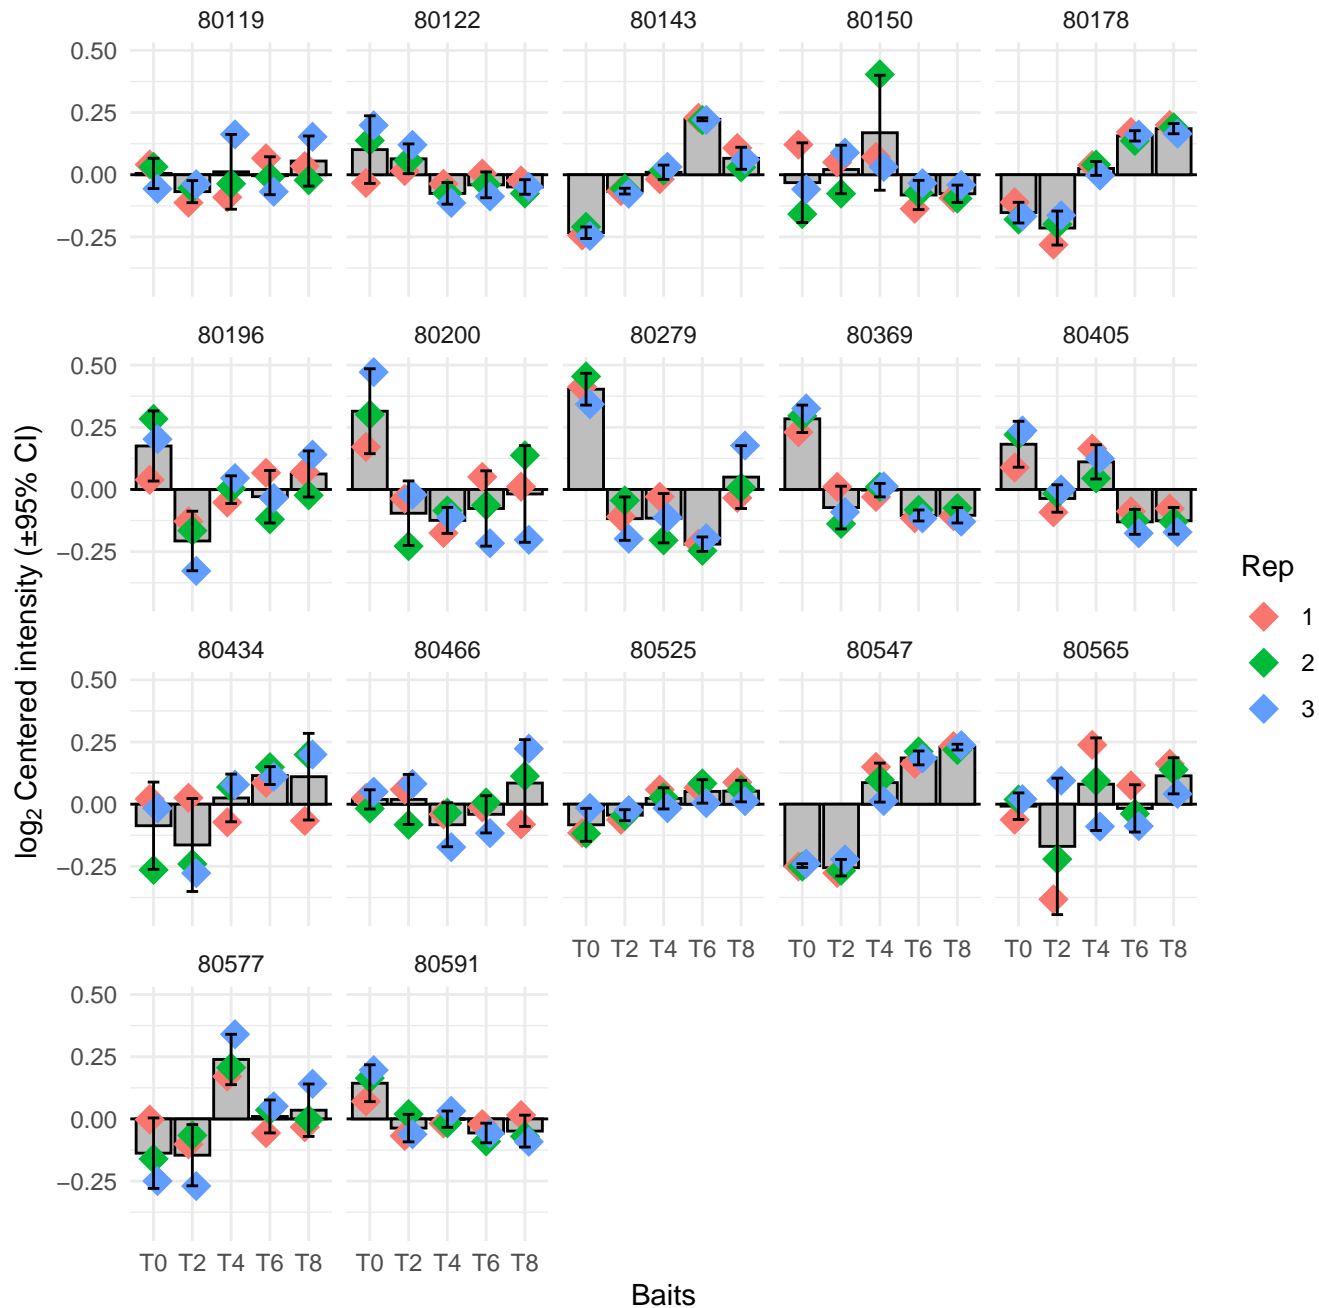 80119 80122 80143 80150 80178
0.50
0.25
0.00
−0.25
80196 80200 80279 80369 80405
0.50
0.25
0.00
−0.25
80434 80466 80525 80547 80565
0.50
0.25
0.00
−0.25
T0 T2 T4 T6 T8 T0 T2 T4 T6 T8 T0 T2 T4 T6 T8
80577 80591
0.50
0.25
0.00
−0.25
T0 T2 T4 T6 T8 T0 T2 T4 T6 T8
Baits
log2 Centered intensity (±95% CI)
Rep
1
2
3